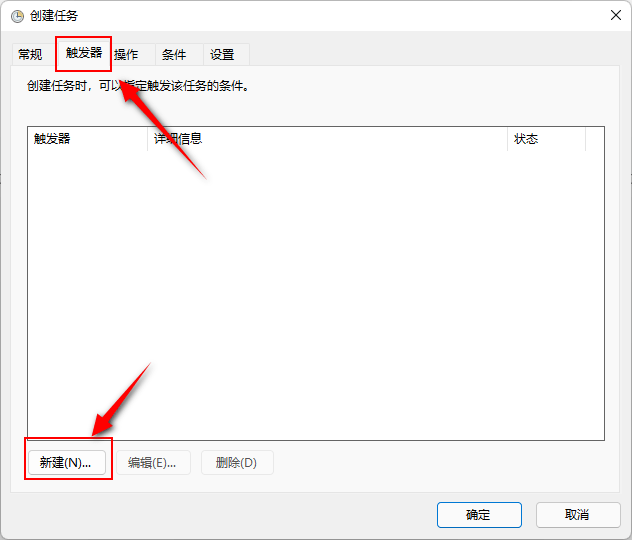 创建任务
常规 触发器 操作 条件 设置
创建任务时，可以指定触发该任务的条件。
触发器 详细信息 状态
新建(N)... 编辑(E)... 删除(D)
确定 取消